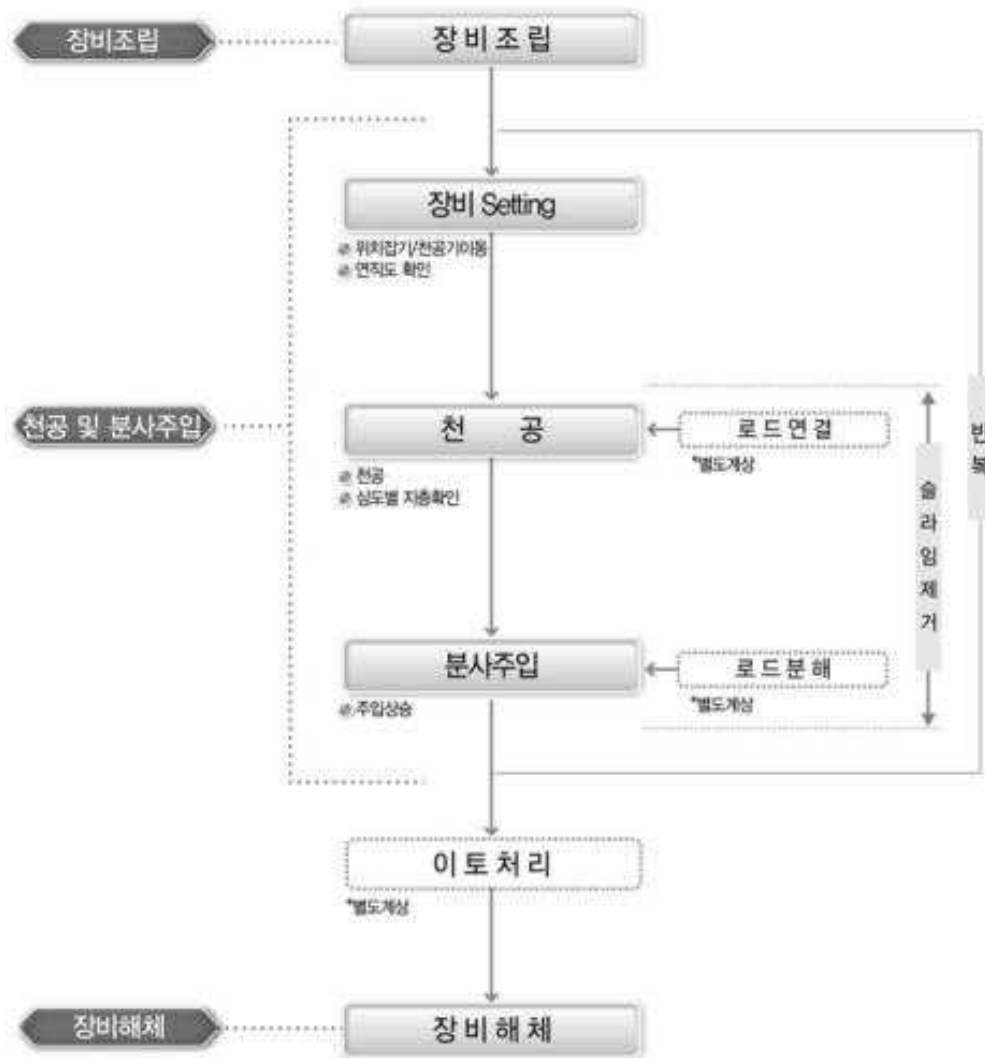 장비조립
장비조립
장비 Setting
위치잡기/천공기이동
연직도 확인
천공 및 분사주입
천 공
로드연결
*별도계상
천공
심도별 지층확인
반복
슬라임제거
분사주입
로드분해
*별도계상
주입상승
이토처리
*별도계상
장비해체
장비해체